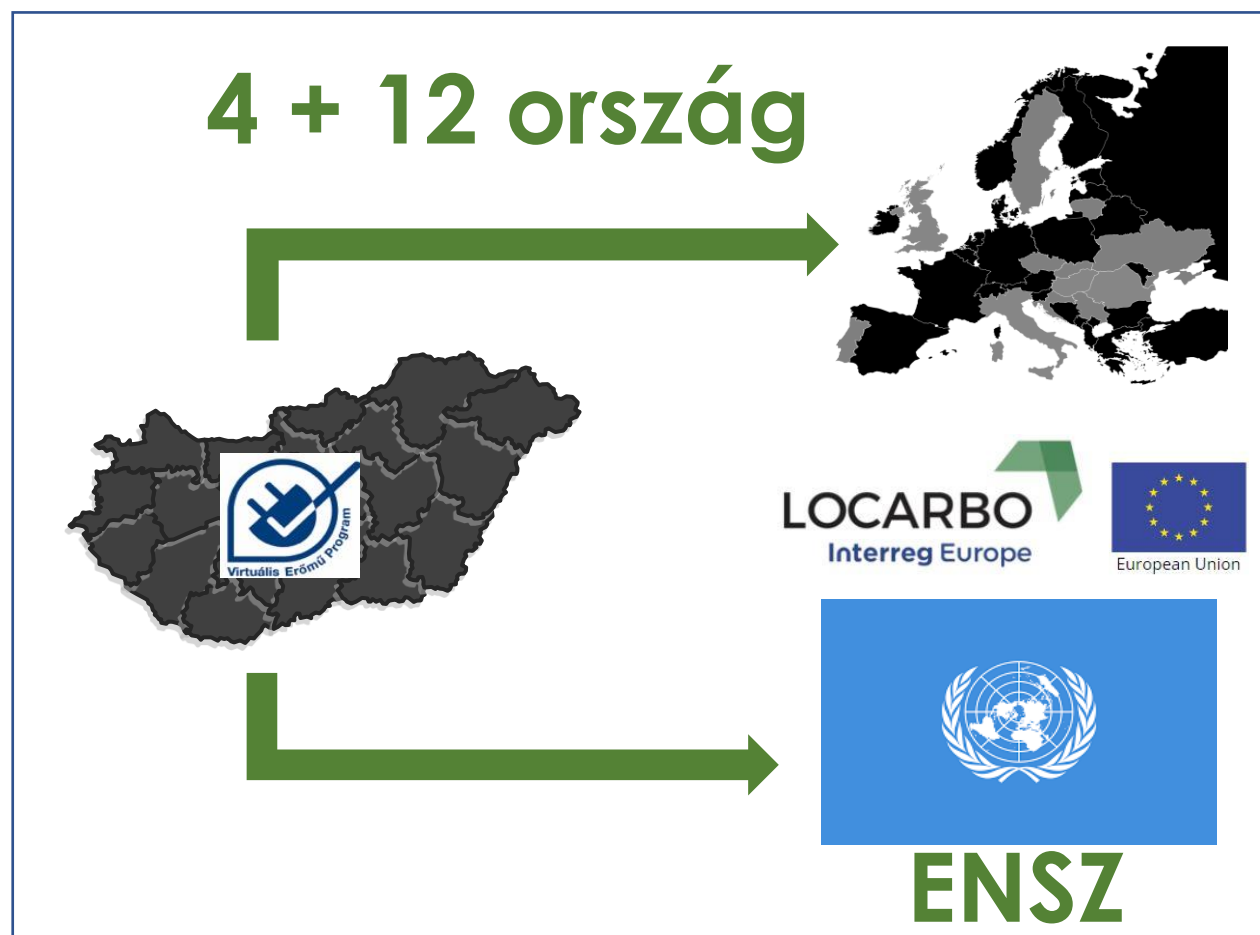 4 + 12 ország
Virtuális Erőmű Program
LOCARBO
Interreg Europe
European Union
ENSZ